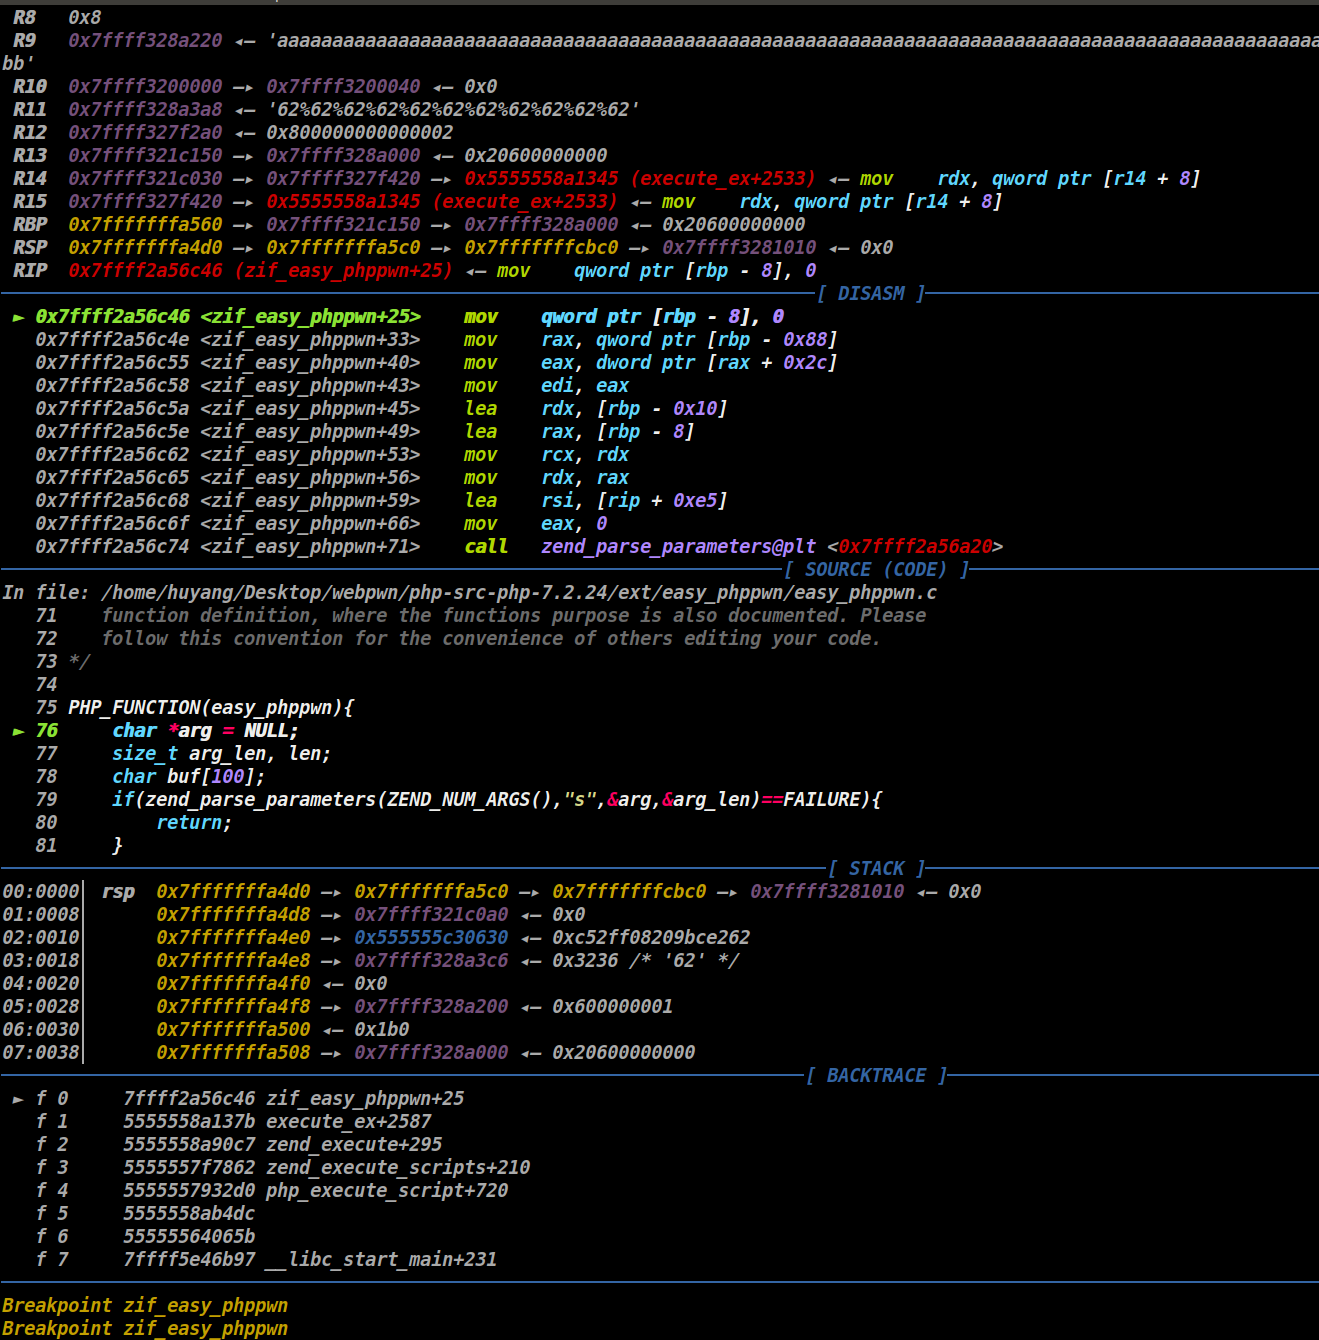 R8   0x8
R9   0x7ffff328a220 ◂— 'aaaaaaaaaaaaaaaaaaaaaaaaaaaaaaaaaaaaaaaaaaaaaaaaaaaaaaaaaaaaaaaaaaaaaaaaaaaaaaaaaaaaaaaaaaaaaaa
bb'
R10  0x7ffff3200000 —▸ 0x7ffff3200040 ◂— 0x0
R11  0x7ffff328a3a8 ◂— '62%62%62%62%62%62%62%62%62%62%62'
R12  0x7ffff327f2a0 ◂— 0x800000000000002
R13  0x7ffff321c150 —▸ 0x7ffff328a000 ◂— 0x20600000000
R14  0x7ffff321c030 —▸ 0x7ffff327f420 —▸ 0x5555558a1345 (execute_ex+2533) ◂— mov    rdx, qword ptr [r14 + 8]
R15  0x7ffff327f420 —▸ 0x5555558a1345 (execute_ex+2533) ◂— mov    rdx, qword ptr [r14 + 8]
RBP  0x7fffffffa560 —▸ 0x7ffff321c150 —▸ 0x7ffff328a000 ◂— 0x20600000000
RSP  0x7fffffffa4d0 —▸ 0x7fffffffa5c0 —▸ 0x7fffffffcbc0 —▸ 0x7ffff3281010 ◂— 0x0
RIP  0x7ffff2a56c46 (zif_easy_phppwn+25) ◂— mov    qword ptr [rbp - 8], 0
[ DISASM ]
► 0x7ffff2a56c46 <zif_easy_phppwn+25>    mov    qword ptr [rbp - 8], 0
0x7ffff2a56c4e <zif_easy_phppwn+33>    mov    rax, qword ptr [rbp - 0x88]
0x7ffff2a56c55 <zif_easy_phppwn+40>    mov    eax, dword ptr [rax + 0x2c]
0x7ffff2a56c58 <zif_easy_phppwn+43>    mov    edi, eax
0x7ffff2a56c5a <zif_easy_phppwn+45>    lea    rdx, [rbp - 0x10]
0x7ffff2a56c5e <zif_easy_phppwn+49>    lea    rax, [rbp - 8]
0x7ffff2a56c62 <zif_easy_phppwn+53>    mov    rcx, rdx
0x7ffff2a56c65 <zif_easy_phppwn+56>    mov    rdx, rax
0x7ffff2a56c68 <zif_easy_phppwn+59>    lea    rsi, [rip + 0xe5]
0x7ffff2a56c6f <zif_easy_phppwn+66>    mov    eax, 0
0x7ffff2a56c74 <zif_easy_phppwn+71>    call   zend_parse_parameters@plt <0x7ffff2a56a20>
[ SOURCE (CODE) ]
In file: /home/huyang/Desktop/webpwn/php-src-php-7.2.24/ext/easy_phppwn/easy_phppwn.c
71    function definition, where the functions purpose is also documented. Please
72    follow this convention for the convenience of others editing your code.
73 */
74
75 PHP_FUNCTION(easy_phppwn){
► 76     char *arg = NULL;
77     size_t arg_len, len;
78     char buf[100];
79     if(zend_parse_parameters(ZEND_NUM_ARGS(),"s",&arg,&arg_len)==FAILURE){
80         return;
81     }
[ STACK ]
00:0000│ rsp  0x7fffffffa4d0 —▸ 0x7fffffffa5c0 —▸ 0x7fffffffcbc0 —▸ 0x7ffff3281010 ◂— 0x0
01:0008│      0x7fffffffa4d8 —▸ 0x7ffff321c0a0 ◂— 0x0
02:0010│      0x7fffffffa4e0 —▸ 0x555555c30630 ◂— 0xc52ff08209bce262
03:0018│      0x7fffffffa4e8 —▸ 0x7ffff328a3c6 ◂— 0x3236 /* '62' */
04:0020│      0x7fffffffa4f0 ◂— 0x0
05:0028│      0x7fffffffa4f8 —▸ 0x7ffff328a200 ◂— 0x600000001
06:0030│      0x7fffffffa500 ◂— 0x1b0
07:0038│      0x7fffffffa508 —▸ 0x7ffff328a000 ◂— 0x20600000000
[ BACKTRACE ]
► f 0     7ffff2a56c46 zif_easy_phppwn+25
f 1     5555558a137b execute_ex+2587
f 2     5555558a90c7 zend_execute+295
f 3     5555557f7862 zend_execute_scripts+210
f 4     5555557932d0 php_execute_script+720
f 5     5555558ab4dc
f 6     55555564065b
f 7     7ffff5e46b97 __libc_start_main+231
Breakpoint zif_easy_phppwn
Breakpoint zif_easy_phppwn